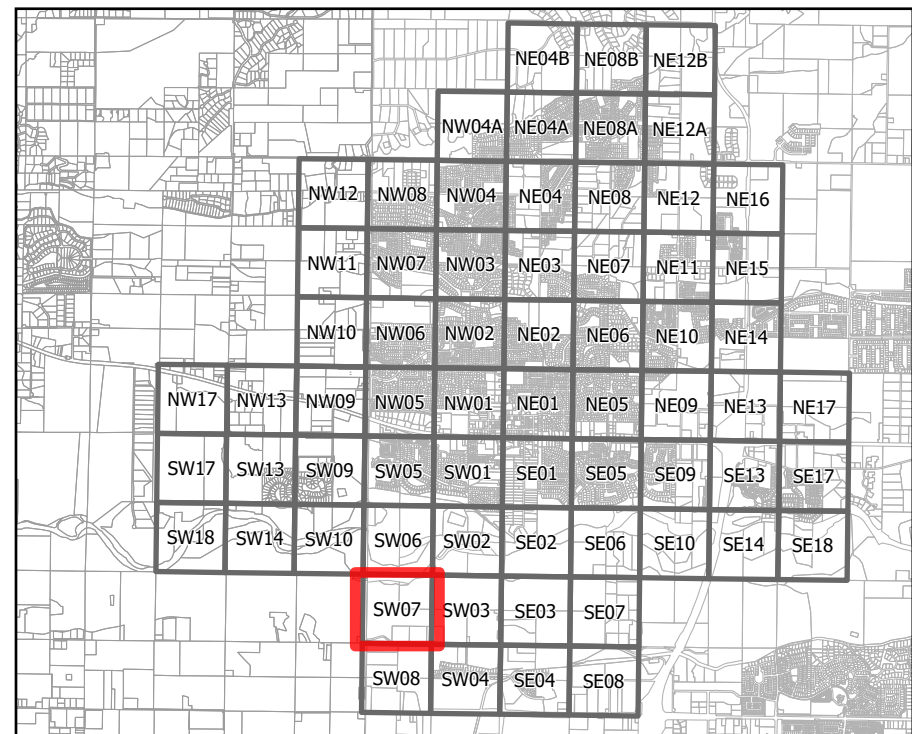 NE04B NE08B NE12B
NW04A NE04A NE08A NE12A
NW12 NW08 NW04 NE04 NE08 NE12 NE16
NW11 NW07 NW03 NE03 NE07 NE11 NE15
NW10 NW06 NW02 NE02 NE06 NE10 NE14
NW17 NW13 NW09 NW05 NW01 NE01 NE05 NE09 NE13 NE17
SW17 SW13 SW09 SW05 SW01 SE01 SE05 SE09 SE13 SE17
SW18 SW14 SW10 SW06 SW02 SE02 SE06 SE10 SE14 SE18
SW07 SW03 SE03 SE07
SW08 SW04 SE04 SE08